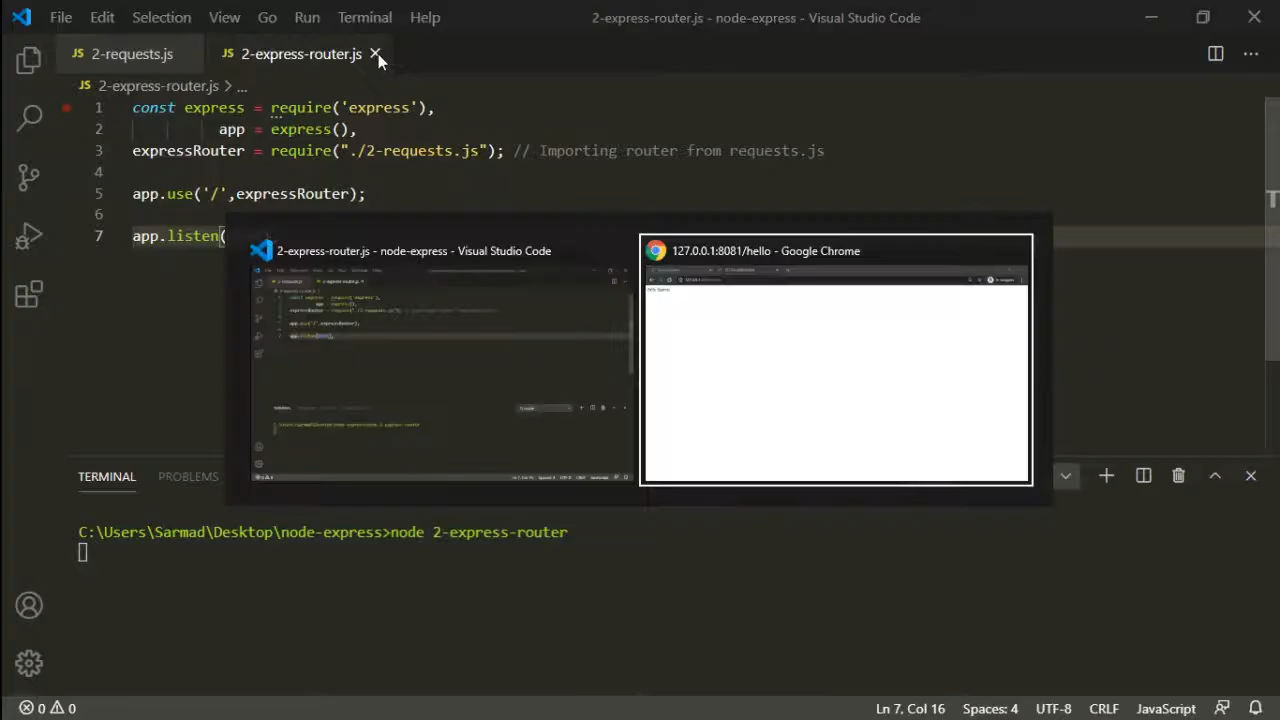 File Edit Selection View Go Run Terminal Help 2-express-router.js - node-express - Visual Studio Code
JS 2-requests.js JS 2-express-router.js
JS 2-express-router.js > ...
1 const express = require('express'),
2 app = express(),
3 expressRouter = require("./2-requests.js"); // Importing router from requests.js
4
5 app.use('/',expressRouter);
6
7 app.listen(
2-express-router.js - node-express - Visual Studio Code
127.0.0.1:8081/hello - Google Chrome
TERMINAL PROBLEMS
C:\Users\Sarmad\Desktop\node-express>node 2-express-router
0 0 Ln 7, Col 16 Spaces: 4 UTF-8 CRLF JavaScript